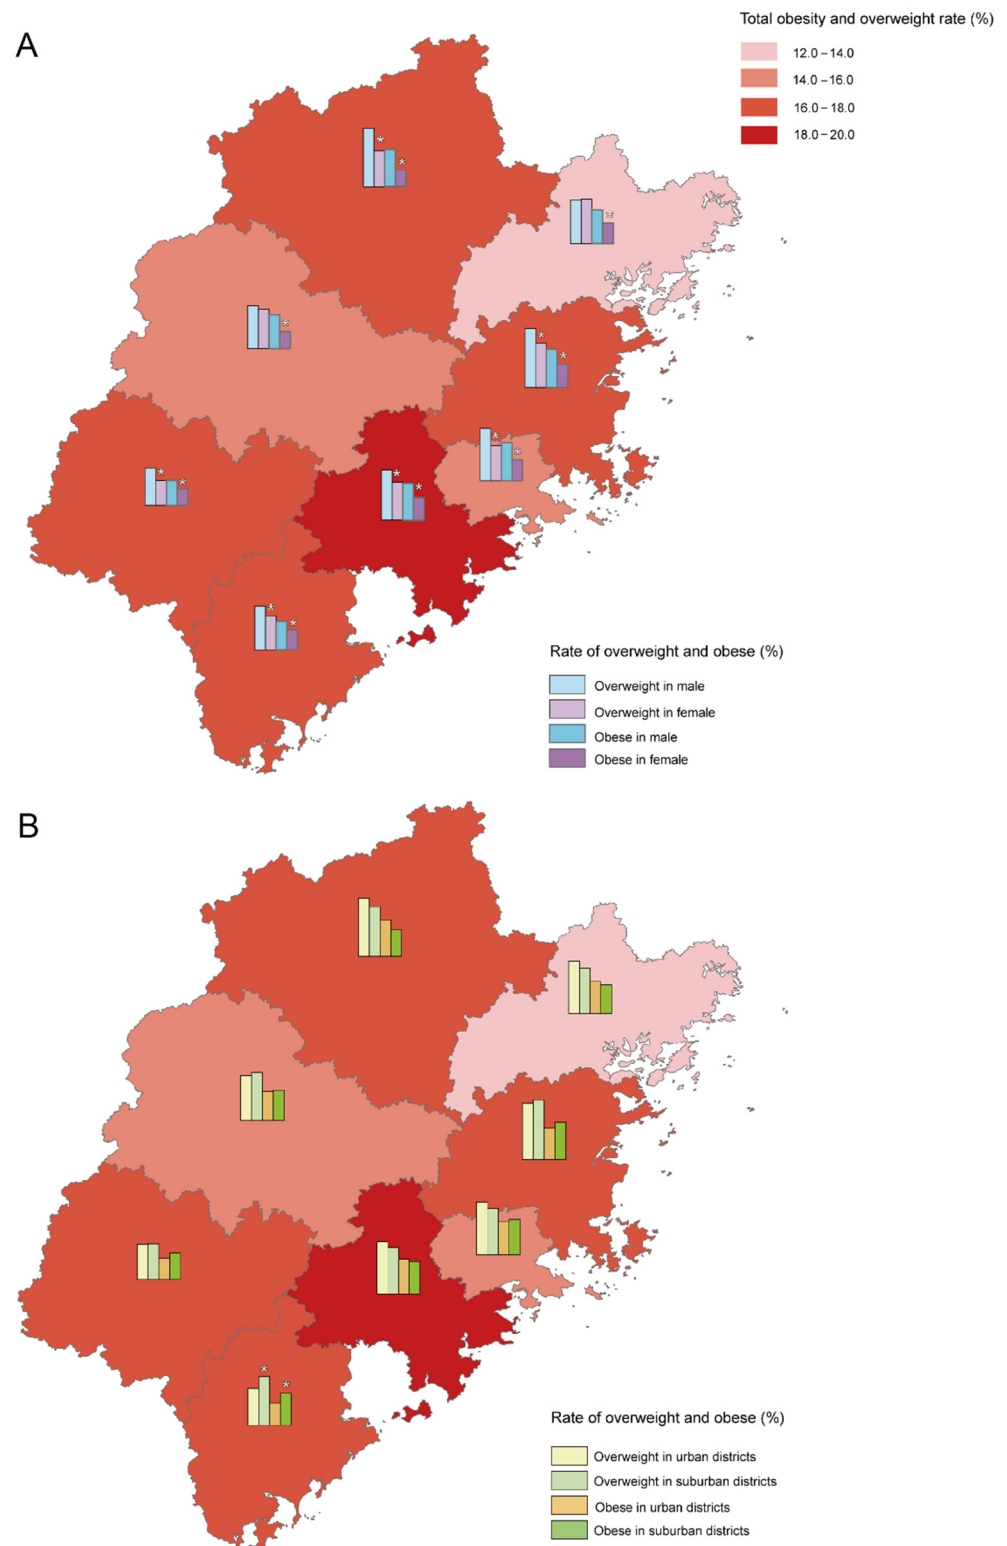 A
Total obesity and overweight rate (%)
12.0 – 14.0
14.0 – 16.0
16.0 – 18.0
18.0 – 20.0
*
*
*
*
*
*
*
*
*
*
*
*
*
*
Rate of overweight and obese (%)
Overweight in male
Overweight in female
Obese in male
Obese in female
B
*
*
Rate of overweight and obese (%)
Overweight in urban districts
Overweight in suburban districts
Obese in urban districts
Obese in suburban districts